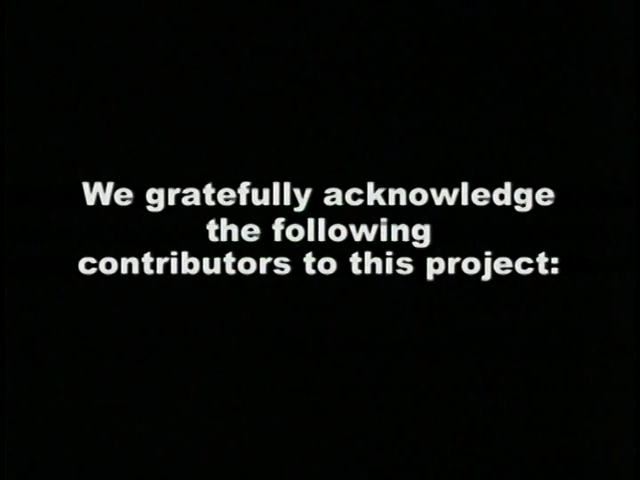 We gratefully acknowledge
the following
contributors to this project: